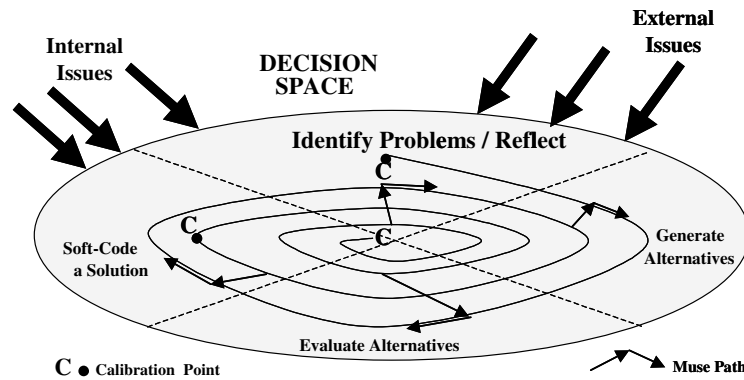 Internal
Issues
DECISION
SPACE
External
Issues
Identify Problems / Reflect
C
C
C
Soft-Code
a Solution
Generate
Alternatives
Evaluate Alternatives
C Calibration Point
Muse Path